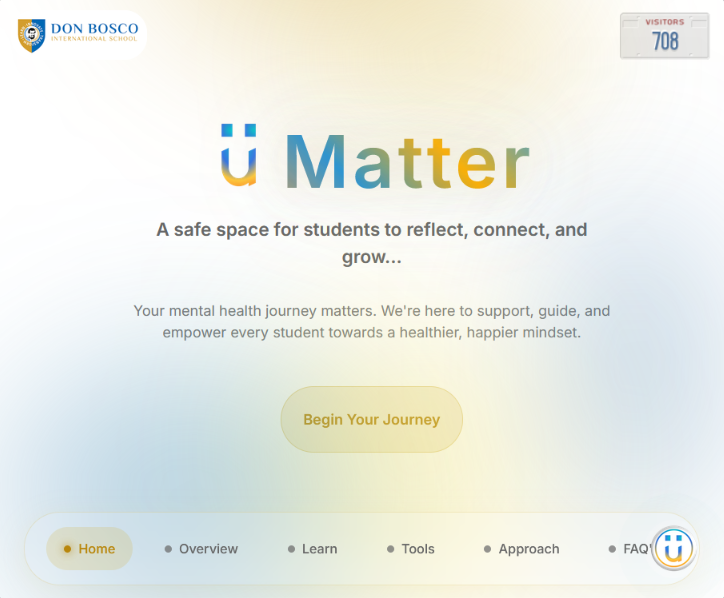 DON BOSCO
INTERNATIONAL SCHOOL
VISITORS
708
ü Matter
A safe space for students to reflect, connect, and
grow...
Your mental health journey matters. We're here to support, guide, and
empower every student towards a healthier, happier mindset.
Begin Your Journey
Home
Overview
Learn
Tools
Approach
FAQ'
ü